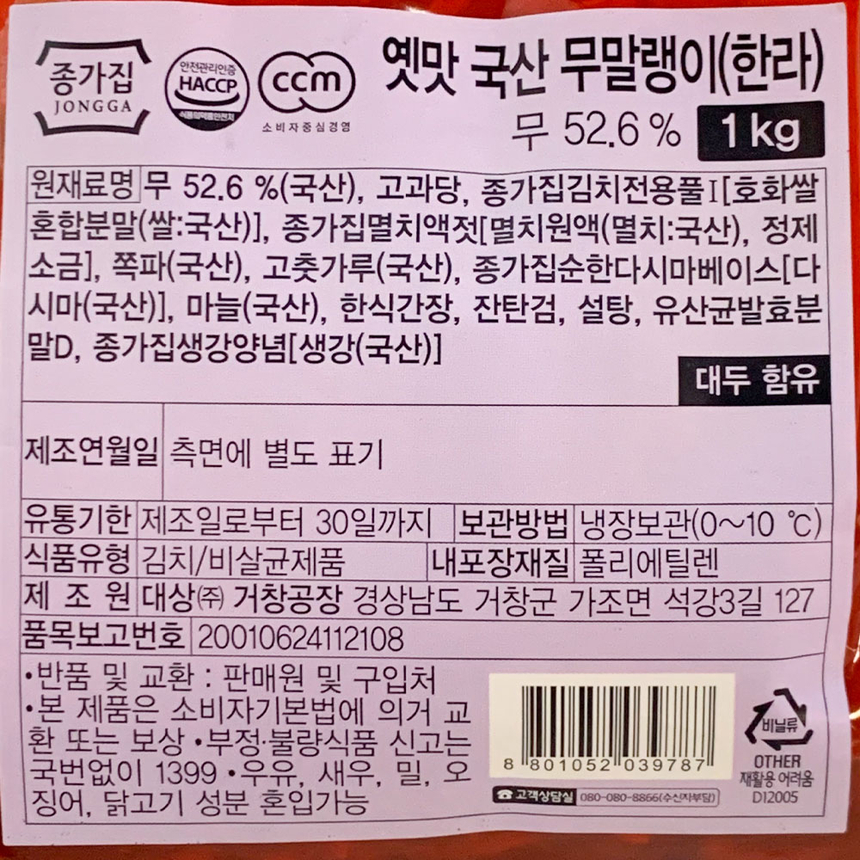 종가집
JONGGA
안전관리인증
HACCP
식품의약품안전처
ccm
소비자중심경영
옛맛 국산 무말랭이(한라)
무 52.6 % 1 kg
원재료명 무 52.6 %(국산), 고과당, 종가집김치전용풀I[호화쌀
혼합분말(쌀:국산)], 종가집멸치액젓[멸치원액(멸치:국산), 정제
소금], 쪽파(국산), 고춧가루(국산), 종가집순한다시마베이스[다
시마(국산)], 마늘(국산), 한식간장, 잔탄검, 설탕, 유산균발효분
말D, 종가집생강양념[생강(국산)]
대두 함유
제조연월일 측면에 별도 표기
유통기한 제조일로부터 30일까지 보관방법 냉장보관(0~10 ℃)
식품유형 김치/비살균제품 내포장재질 폴리에틸렌
제 조 원 대상㈜ 거창공장 경상남도 거창군 가조면 석강3길 127
품목보고번호 20010624112108
•반품 및 교환 : 판매원 및 구입처
•본 제품은 소비자기본법에 의거 교
환 또는 보상 •부정·불량식품 신고는
국번없이 1399 •우유, 새우, 밀, 오
징어, 닭고기 성분 혼입가능
8 801052 039787
고객상담실 080-080-8866(수신자부담)
비닐류
OTHER
재활용 어려움
D12005